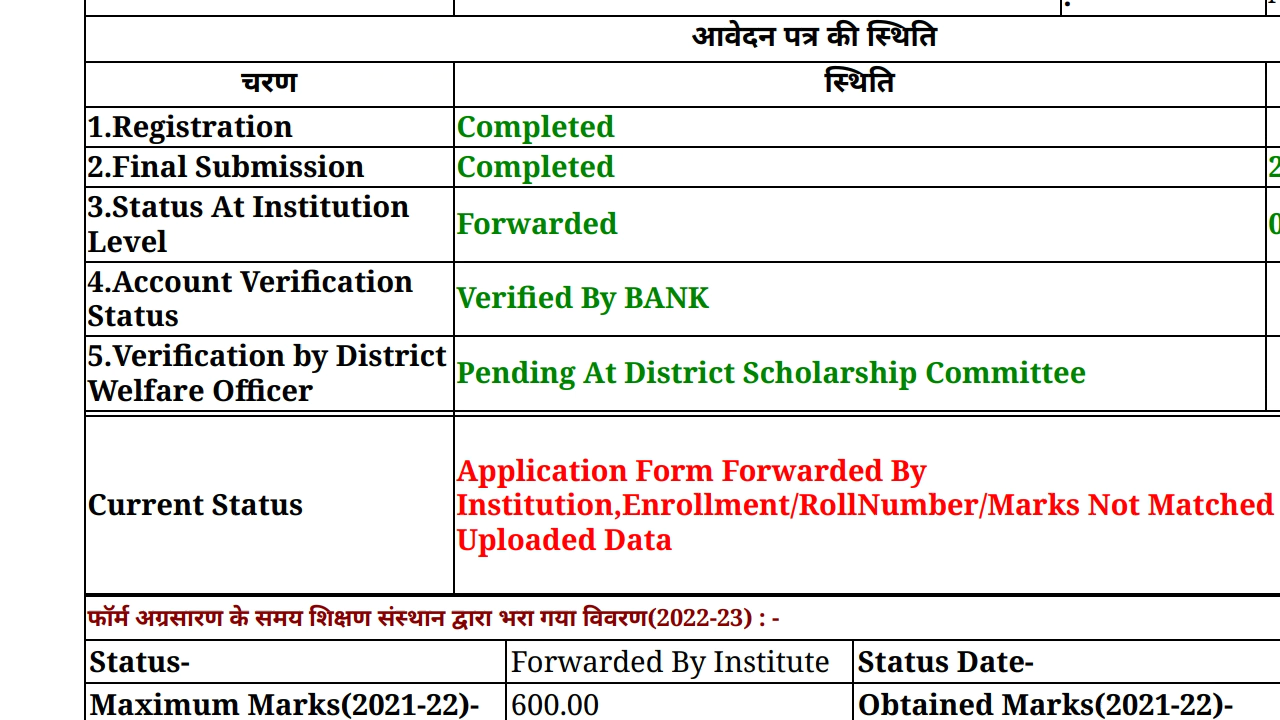 आवेदन पत्र की स्थिति
चरण स्थिति
1.Registration Completed
2.Final Submission Completed
3.Status At Institution
Level
Forwarded
4.Account Verification
Status
Verified By BANK
5.Verification by District
Welfare Officer
Pending At District Scholarship Committee
Current Status
Application Form Forwarded By
Institution,Enrollment/RollNumber/Marks Not Matched
Uploaded Data
फॉर्म अग्रसारण के समय शिक्षण संस्थान द्वारा भरा गया विवरण(2022-23) : -
Status- Forwarded By Institute Status Date-
Maximum Marks(2021-22)- 600.00 Obtained Marks(2021-22)-